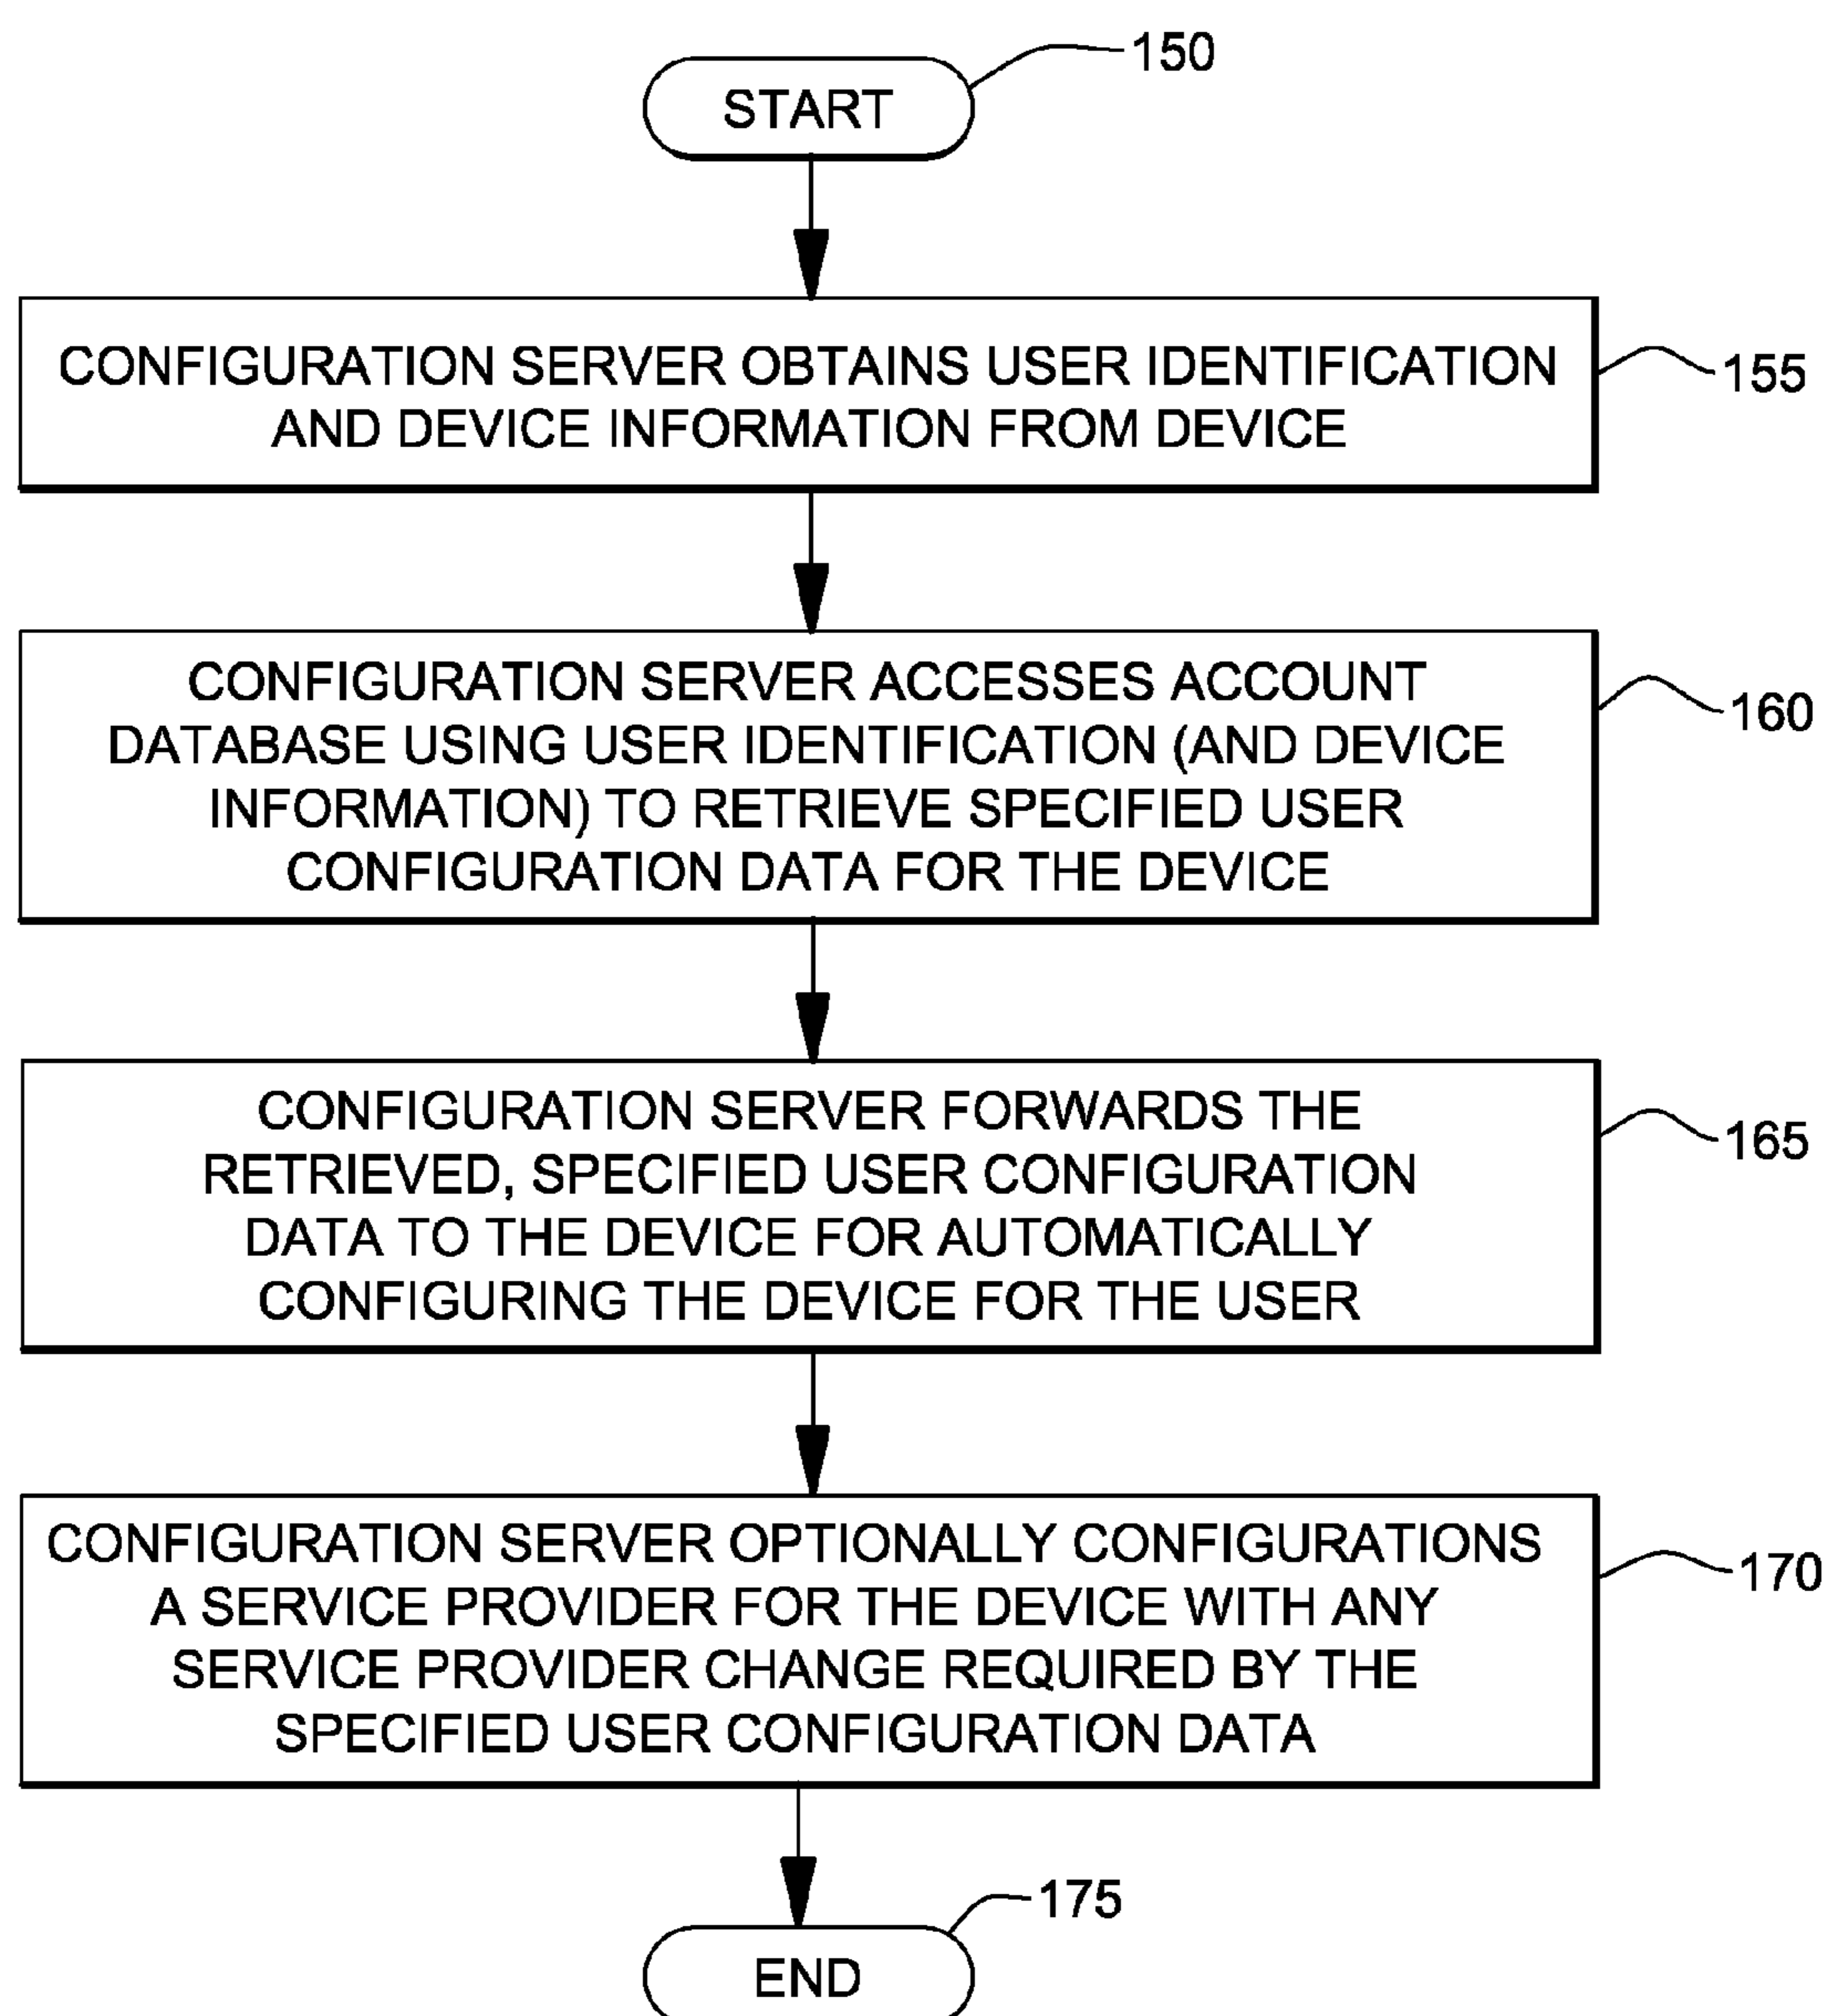 150
START
CONFIGURATION SERVER OBTAINS USER IDENTIFICATION
AND DEVICE INFORMATION FROM DEVICE
155
CONFIGURATION SERVER ACCESSES ACCOUNT
DATABASE USING USER IDENTIFICATION (AND DEVICE
INFORMATION) TO RETRIEVE SPECIFIED USER
CONFIGURATION DATA FOR THE DEVICE
160
CONFIGURATION SERVER FORWARDS THE
RETRIEVED, SPECIFIED USER CONFIGURATION
DATA TO THE DEVICE FOR AUTOMATICALLY
CONFIGURING THE DEVICE FOR THE USER
165
CONFIGURATION SERVER OPTIONALLY CONFIGURATIONS
A SERVICE PROVIDER FOR THE DEVICE WITH ANY
SERVICE PROVIDER CHANGE REQUIRED BY THE
SPECIFIED USER CONFIGURATION DATA
170
175
END